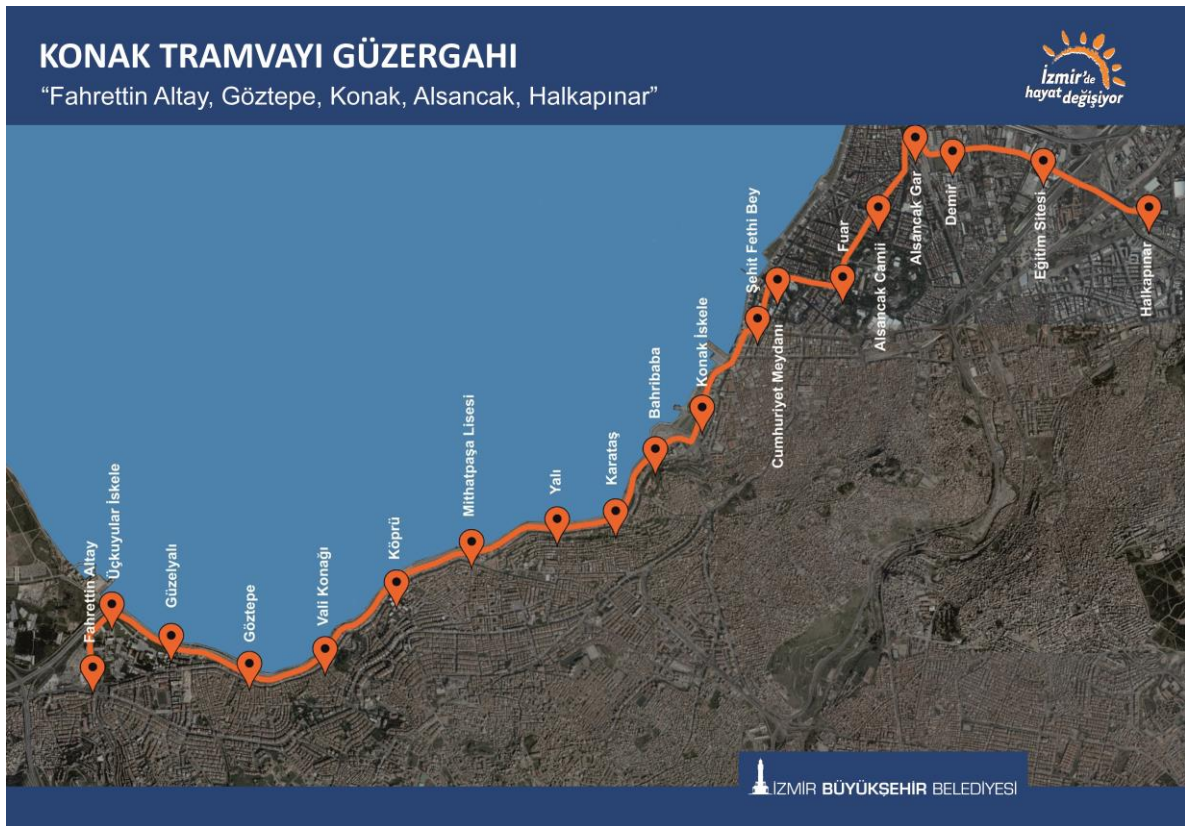 KONAK TRAMVAYI GÜZERGAHI
“Fahrettin Altay, Göztepe, Konak, Alsancak, Halkapınar”
İzmir'de
hayat değişiyor
Fahrettin Altay
Üçkuyular İskele
Güzelyalı
Göztepe
Vali Konağı
Köprü
Mithatpaşa Lisesi
Yalı
Karataş
Bahribaba
Konak İskele
Şehit Fethi Bey
Cumhuriyet Meydanı
Fuar
Alsancak Camii
Alsancak Gar
Demir
Eğitim Sitesi
Halkapınar
İZMİR BÜYÜKŞEHİR BELEDİYESİ